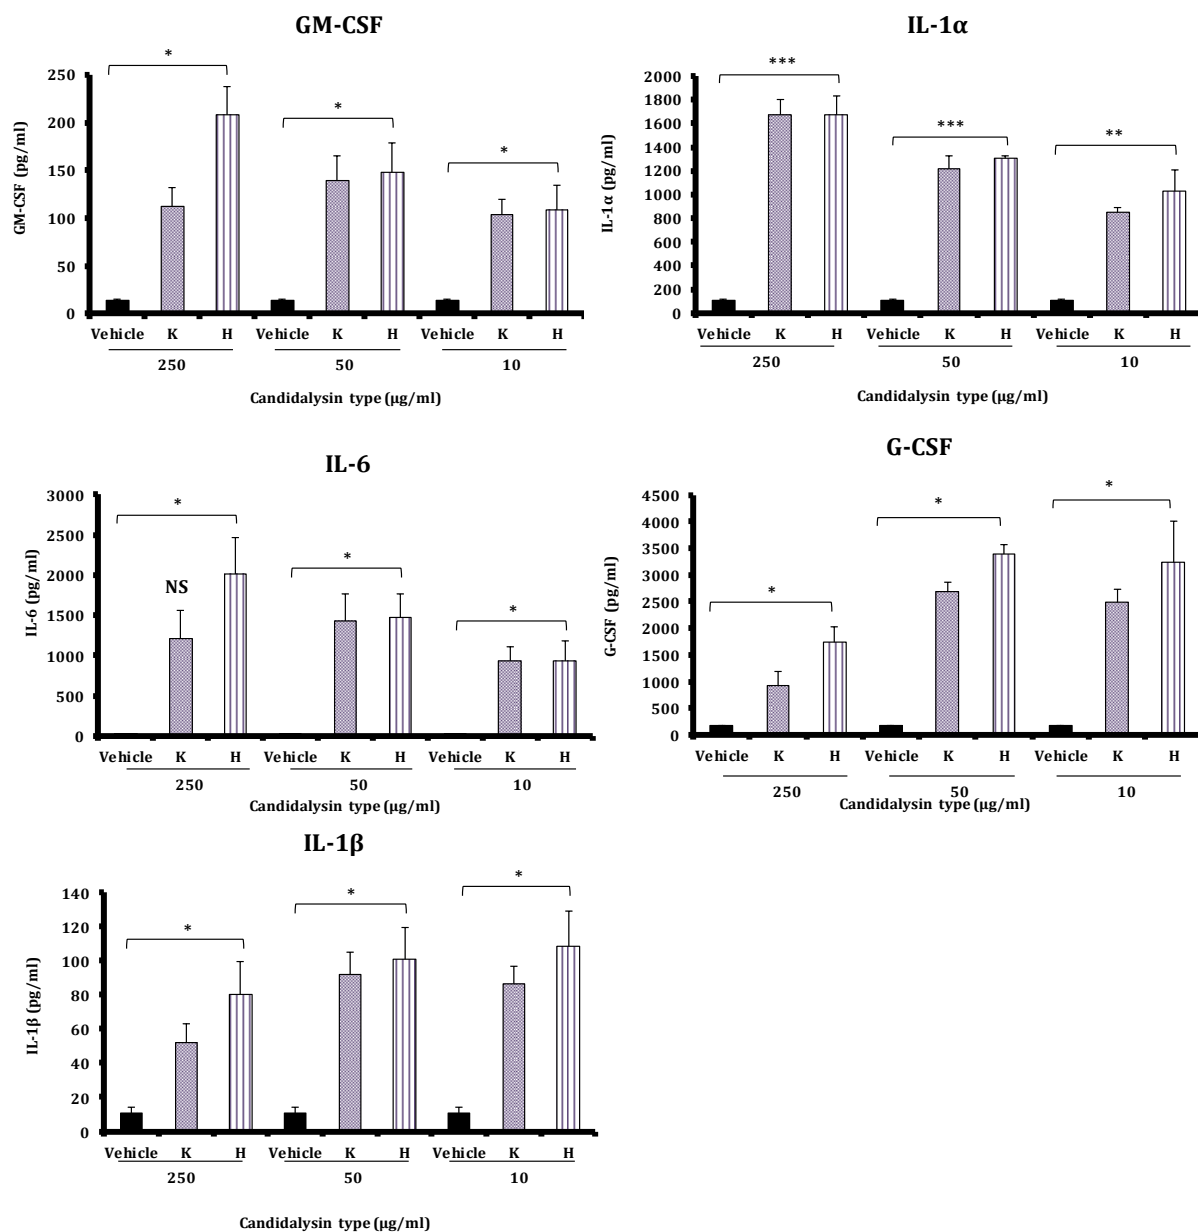 GM-CSF
*
*
*
GM-CSF (pg/ml)
250
200
150
100
50
0
Vehicle K H Vehicle K H Vehicle K H
250 50 10
Candidalysin type (µg/ml)
IL-1α
***
***
**
IL-1α (pg/ml)
2000
1800
1600
1400
1200
1000
800
600
400
200
0
Vehicle K H Vehicle K H Vehicle K H
250 50 10
Candidalysin type (µg/ml)
IL-6
*
*
*
NS
IL-6 (pg/ml)
3000
2500
2000
1500
1000
500
0
Vehicle K H Vehicle K H Vehicle K H
250 50 10
Candidalysin type (µg/ml)
G-CSF
*
*
*
G-CSF (pg/ml)
4500
4000
3500
3000
2500
2000
1500
1000
500
0
Vehicle K H Vehicle K H Vehicle K H
250 50 10
Candidalysin type (µg/ml)
IL-1β
*
*
*
IL-1β (pg/ml)
140
120
100
80
60
40
20
0
Vehicle K H Vehicle K H Vehicle K H
250 50 10
Candidalysin type (µg/ml)